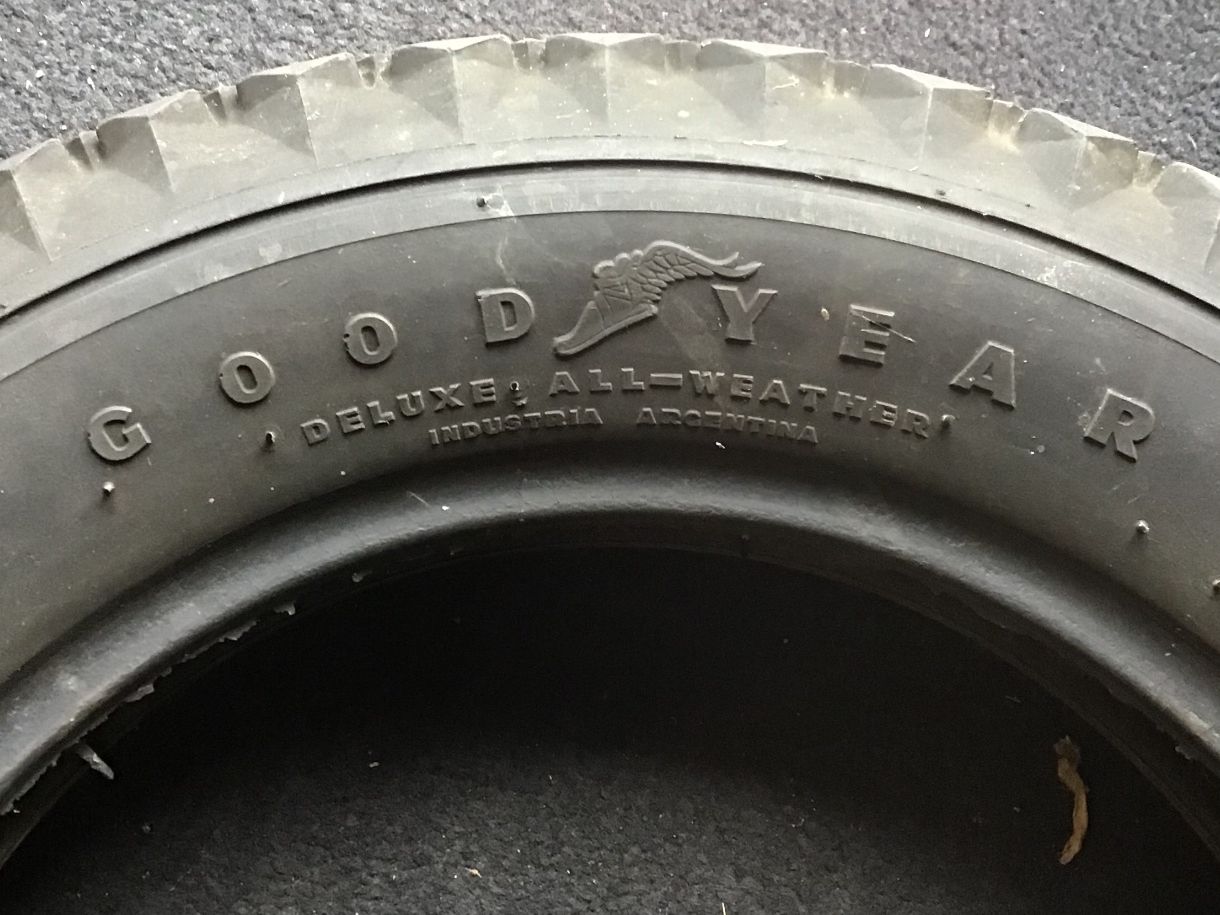 GOODYEAR
DELUXE ALL-WEATHER
INDUSTRIA ARGENTINA